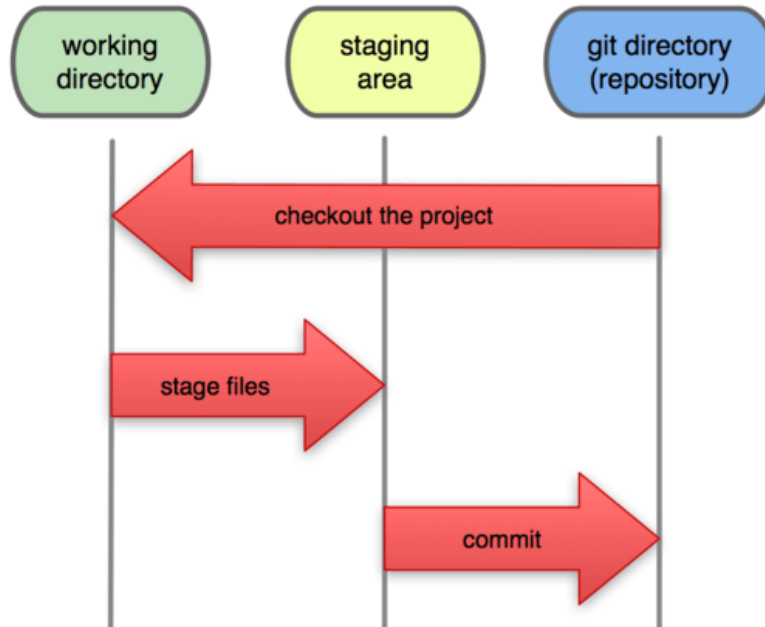 working
directory
staging
area
git directory
(repository)
checkout the project
stage files
commit